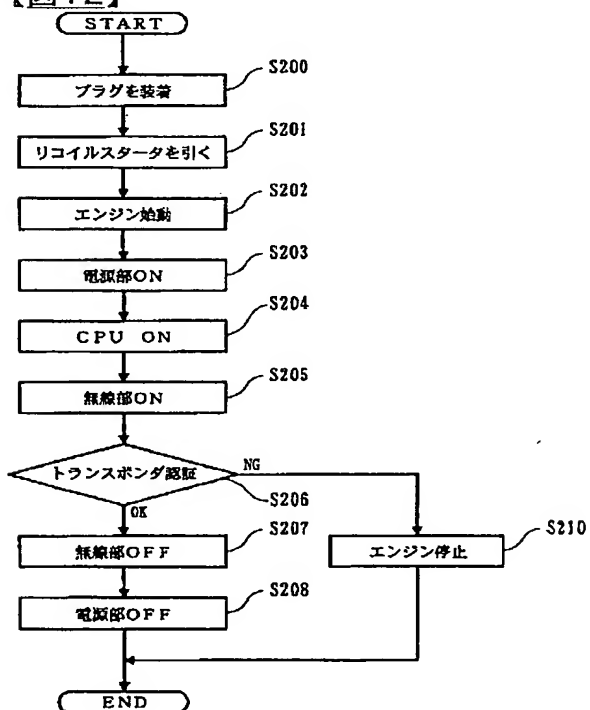 START
S200
プラグを装着
S201
リコイルスタータを引く
S202
エンジン始動
S203
電源部ON
S204
CPU ON
S205
無線部ON
トランスポンダ認証
NG
S206
OK
S207
無線部OFF
S210
エンジン停止
S208
電源部OFF
END